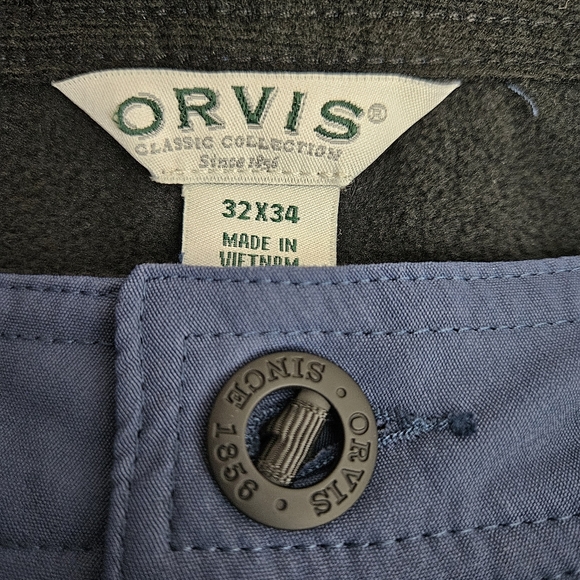 ORVIS®
CLASSIC COLLECTION
Since 1856
32X34
MADE IN
VIETNAM
ORVIS · SINCE 1856 ·